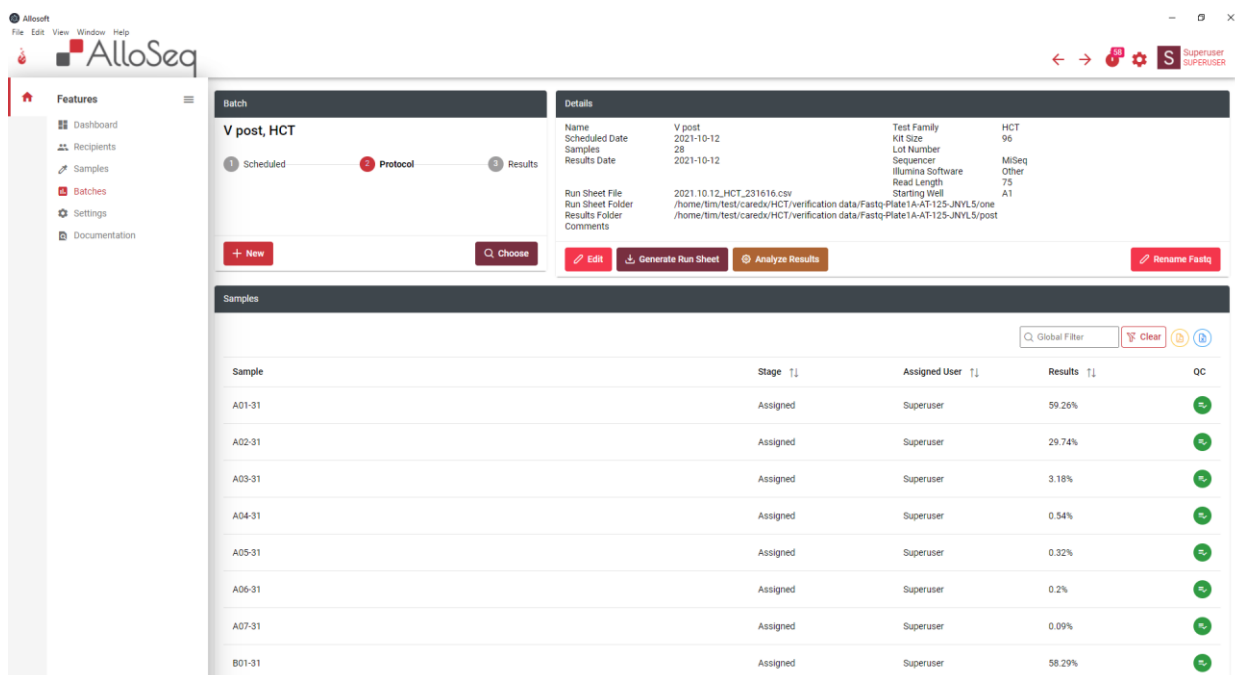 Allosoft
File Edit View Window Help
AlloSeq
58
S
Superuser
SUPERUSER
Features
Dashboard
Recipients
Samples
Batches
Settings
Documentation
Batch
V post, HCT
1 Scheduled 2 Protocol 3 Results
+ New
Choose
Details
Name V post Test Family HCT
Scheduled Date 2021-10-12 Kit Size 96
Samples 28 Lot Number
Results Date 2021-10-12 Sequencer MiSeq
Illumina Software Other
Read Length 75
Run Sheet File 2021.10.12_HCT_231616.csv Starting Well A1
Run Sheet Folder /home/tim/test/caredx/HCT/verification data/Fastq-Plate1A-AT-125-JNYL5/one
Results Folder /home/tim/test/caredx/HCT/verification data/Fastq-Plate1A-AT-125-JNYL5/post
Comments
Edit Generate Run Sheet Analyze Results Rename Fastq
Samples
Global Filter Clear
Sample Stage Assigned User Results QC
A01-31 Assigned Superuser 59.26%
A02-31 Assigned Superuser 29.74%
A03-31 Assigned Superuser 3.18%
A04-31 Assigned Superuser 0.54%
A05-31 Assigned Superuser 0.32%
A06-31 Assigned Superuser 0.2%
A07-31 Assigned Superuser 0.09%
B01-31 Assigned Superuser 58.29%